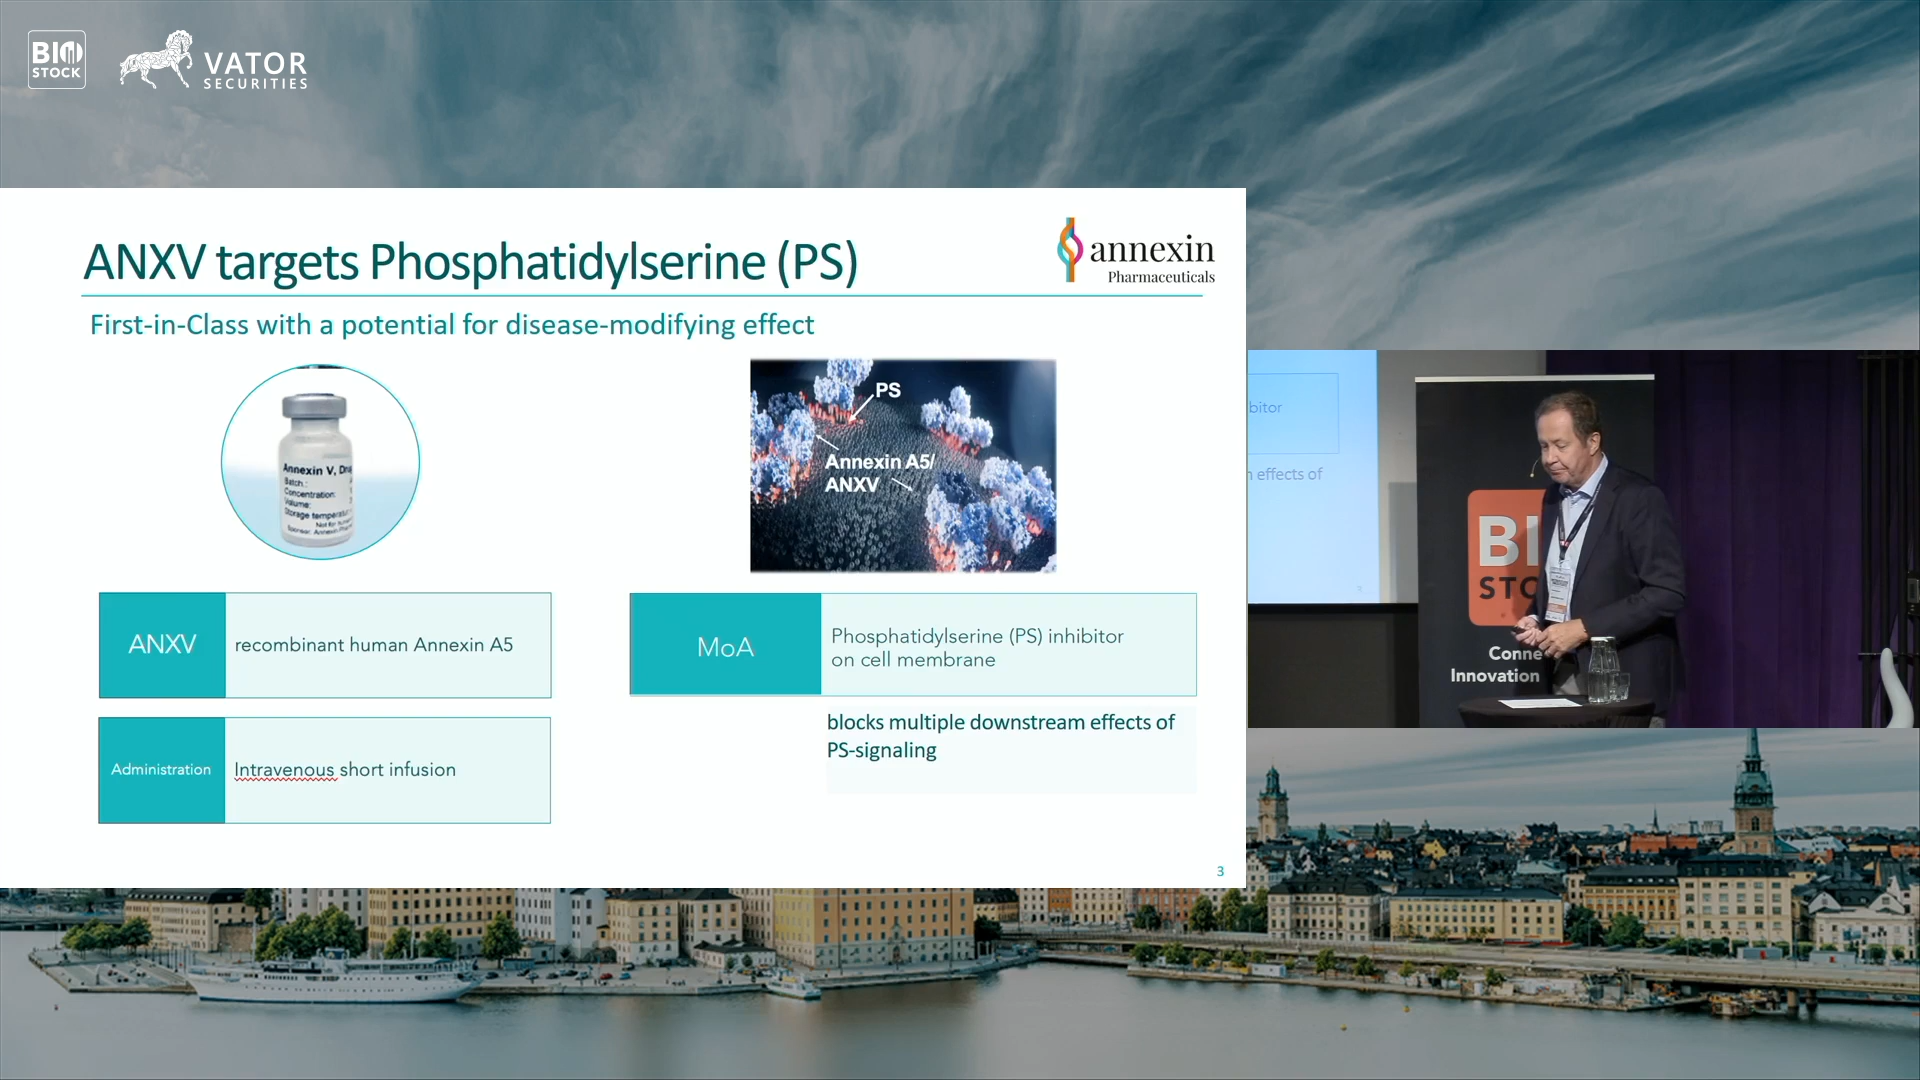 BIO
STOCK
VATOR
SECURITIES
ANXV targets Phosphatidylserine (PS)
annexin
Pharmaceuticals
First-in-Class with a potential for disease-modifying effect
Annexin V,
Batch.:
Concentration:
Volume:
Storage
PS
Annexin A5/
ANXV
ANXV
recombinant human Annexin A5
Administration
Intravenous short infusion
MoA
Phosphatidylserine (PS) inhibitor
on cell membrane
blocks multiple downstream effects of
PS-signaling
3
bitor
effects of
BI
STO
Conne
Innovation